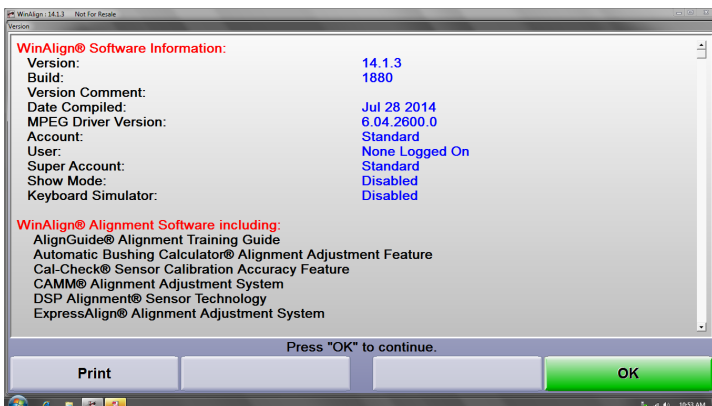 WinAlign : 14.1.3 Not For Resale
Version
WinAlign® Software Information:
Version: 14.1.3
Build: 1880
Version Comment:
Date Compiled: Jul 28 2014
MPEG Driver Version: 6.04.2600.0
Account: Standard
User: None Logged On
Super Account: Standard
Show Mode: Disabled
Keyboard Simulator: Disabled
WinAlign® Alignment Software including:
AlignGuide® Alignment Training Guide
Automatic Bushing Calculator® Alignment Adjustment Feature
Cal-Check® Sensor Calibration Accuracy Feature
CAMM® Alignment Adjustment System
DSP Alignment® Sensor Technology
ExpressAlign® Alignment Adjustment System
Press "OK" to continue.
Print OK
10:53 AM